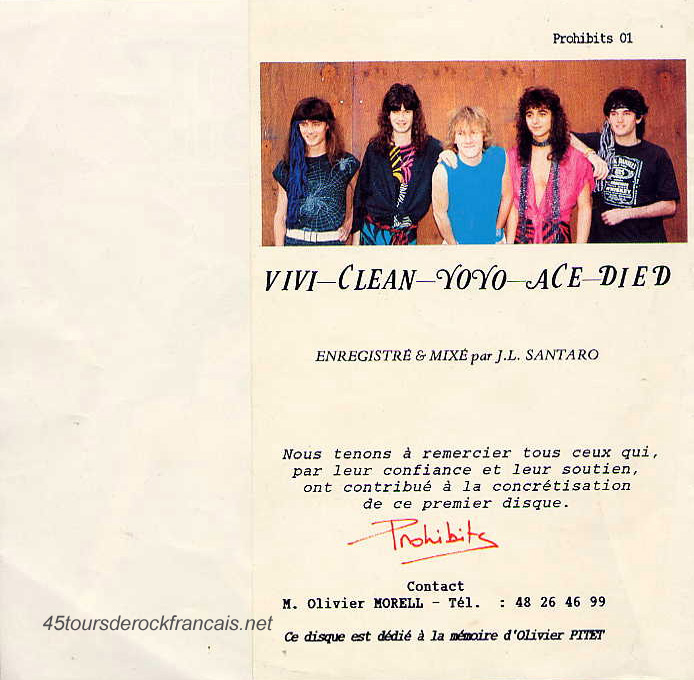 Prohibits 01
VIVI—CLEAN—YOYO—ACE—DIED
ENREGISTRÉ & MIXÉ par J.L. SANTARO
Nous tenons à remercier tous ceux qui,
par leur confiance et leur soutien,
ont contribué à la concrétisation
de ce premier disque.
Prohibits
Contact
M. Olivier MORELL - Tél. : 48 26 46 99
45toursderockfrancais.net
Ce disque est dédié à la mémoire d'Olivier PITET